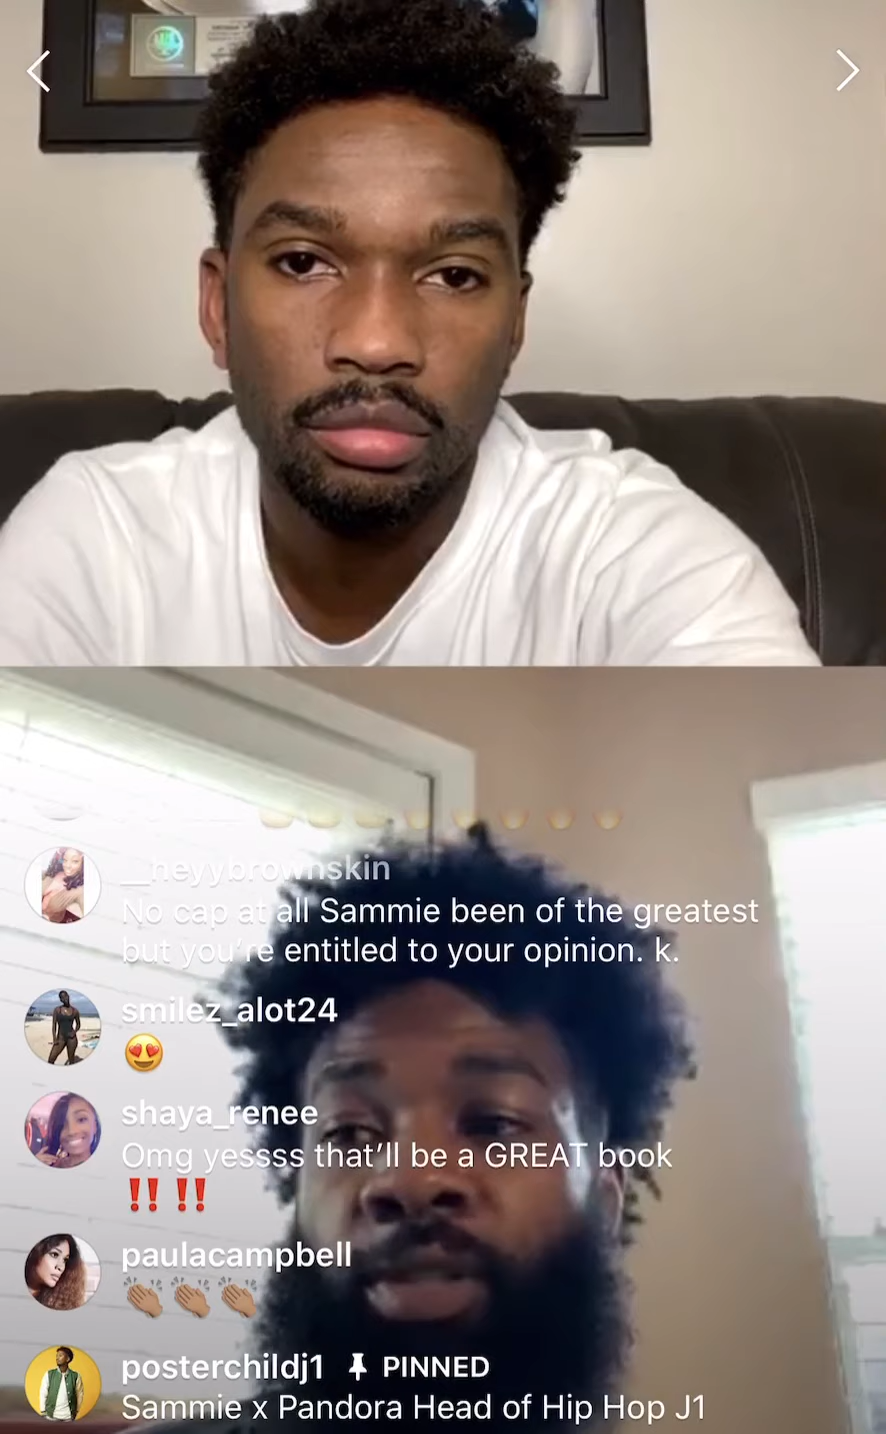 __heyybrownskin
No cap at all Sammie been of the greatest
but you're entitled to your opinion. k.
smilez_alot24
😍
shaya_renee
Omg yessss that'll be a GREAT book
‼️ ‼️
paulacampbell
👏🏽👏🏽👏🏽
posterchildj1 📌 PINNED
Sammie x Pandora Head of Hip Hop J1